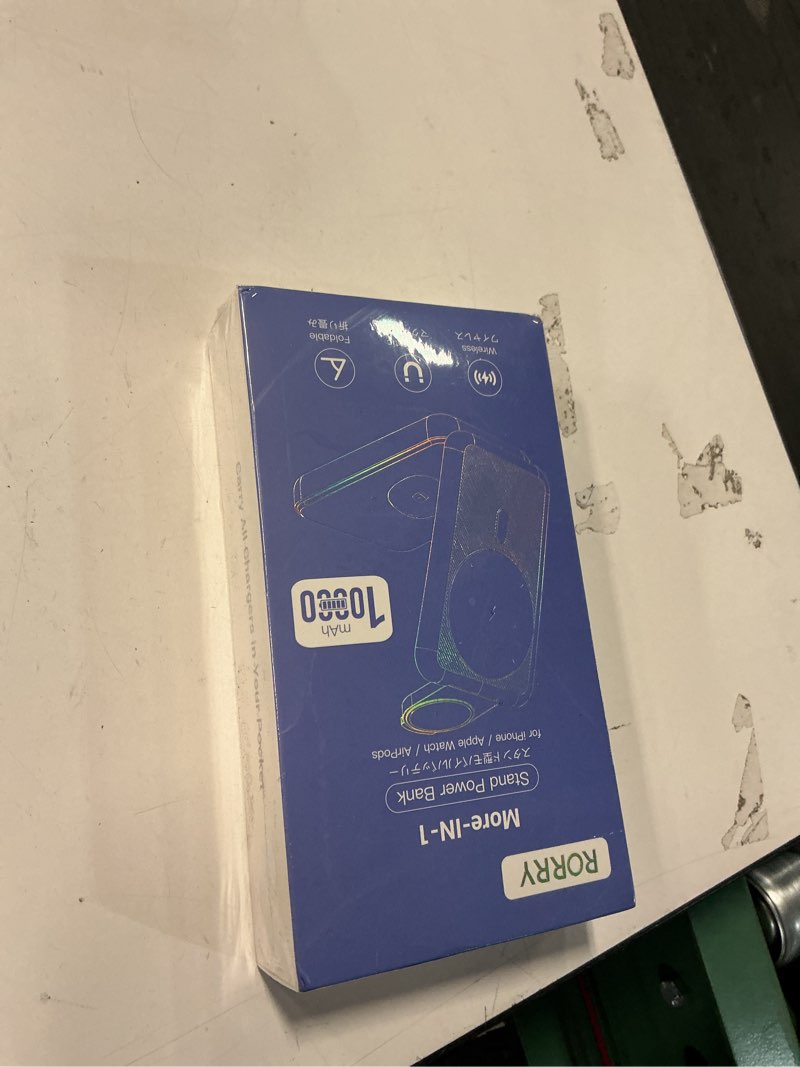 RORRY
More-IN-1
Stand Power Bank
スタンド型モバイルバッテリー
for iPhone / Apple Watch / AirPods
mAh
10000
Wireless
ワイヤレス
Foldable
折り畳み
Carry All Chargers in Your Pocket